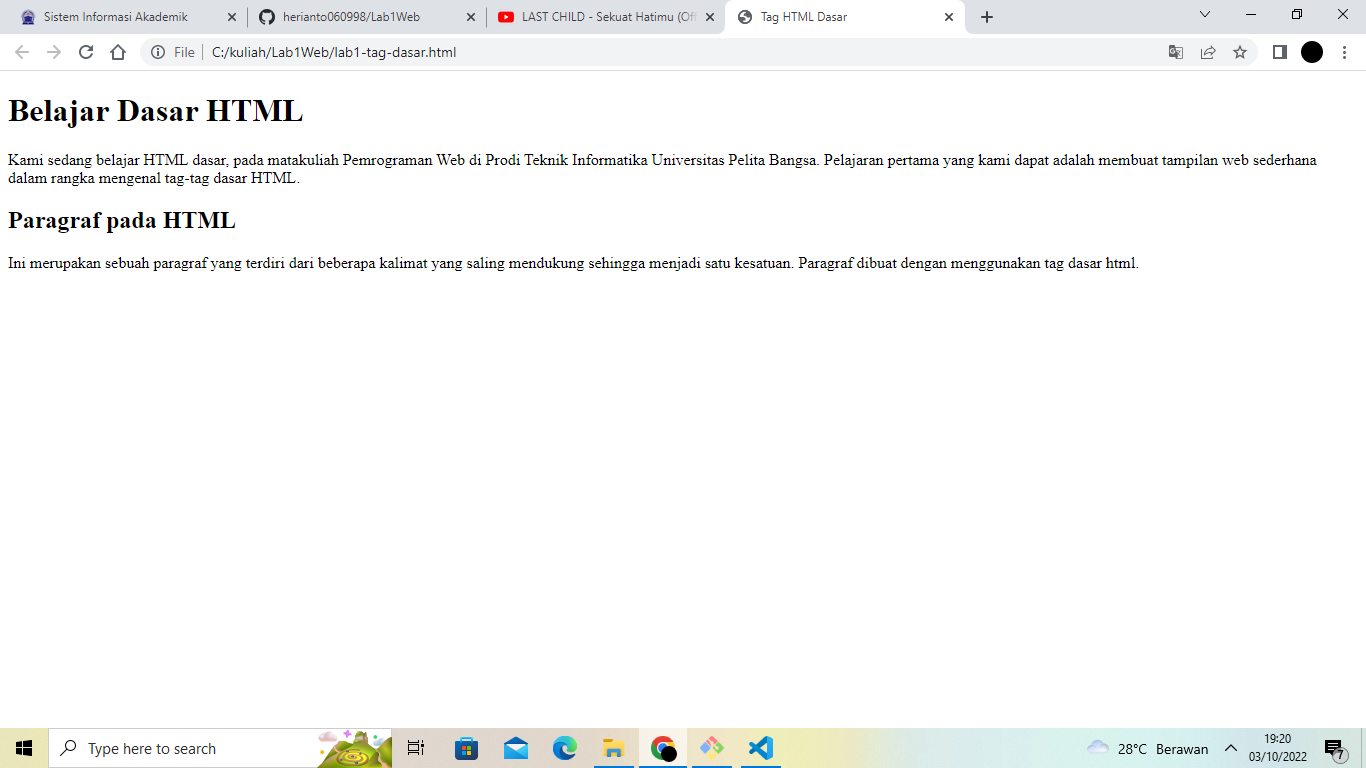 Sistem Informasi Akademik
herianto060998/Lab1Web
LAST CHILD - Sekuat Hatimu (Off
Tag HTML Dasar
File
C:/kuliah/Lab1Web/lab1-tag-dasar.html
Belajar Dasar HTML
Kami sedang belajar HTML dasar, pada matakuliah Pemrograman Web di Prodi Teknik Informatika Universitas Pelita Bangsa. Pelajaran pertama yang kami dapat adalah membuat tampilan web sederhana
dalam rangka mengenal tag-tag dasar HTML.
Paragraf pada HTML
Ini merupakan sebuah paragraf yang terdiri dari beberapa kalimat yang saling mendukung sehingga menjadi satu kesatuan. Paragraf dibuat dengan menggunakan tag dasar html.
Type here to search
28°C Berawan
19:20
03/10/2022
7